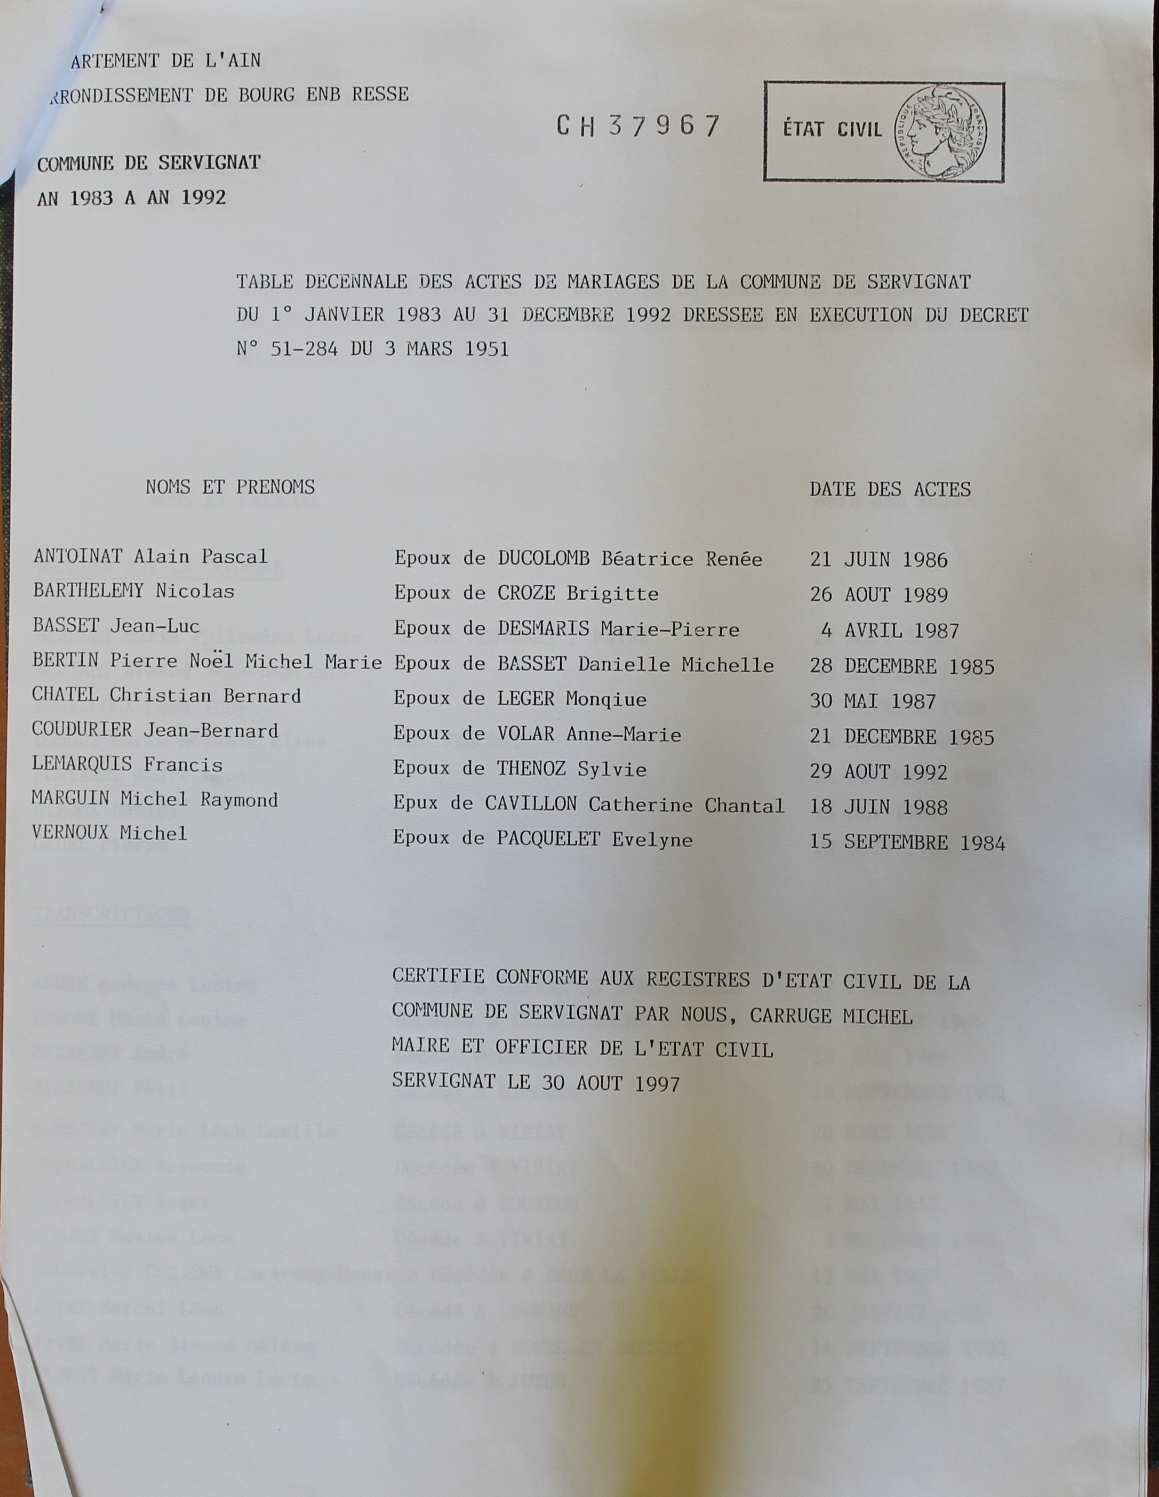 ARTEMENT DE L'AIN
RRONDISSEMENT DE BOURG ENB RESSE
CH37967
ÉTAT CIVIL
RÉPUBLIQUE FRANÇAISE
COMMUNE DE SERVIGNAT
AN 1983 A AN 1992
TABLE DECENNALE DES ACTES DE MARIAGES DE LA COMMUNE DE SERVIGNAT
DU 1° JANVIER 1983 AU 31 DECEMBRE 1992 DRESSEE EN EXECUTION DU DECRET
N° 51-284 DU 3 MARS 1951
NOMS ET PRENOMS DATE DES ACTES
ANTOINAT Alain Pascal Epoux de DUCOLOMB Béatrice Renée 21 JUIN 1986
BARTHELEMY Nicolas Epoux de CROZE Brigitte 26 AOUT 1989
BASSET Jean-Luc Epoux de DESMARIS Marie-Pierre 4 AVRIL 1987
BERTIN Pierre Noël Michel Marie Epoux de BASSET Danielle Michelle 28 DECEMBRE 1985
CHATEL Christian Bernard Epoux de LEGER Monqiue 30 MAI 1987
COUDURIER Jean-Bernard Epoux de VOLAR Anne-Marie 21 DECEMBRE 1985
LEMARQUIS Francis Epoux de THENOZ Sylvie 29 AOUT 1992
MARGUIN Michel Raymond Epux de CAVILLON Catherine Chantal 18 JUIN 1988
VERNOUX Michel Epoux de PACQUELET Evelyne 15 SEPTEMBRE 1984
CERTIFIE CONFORME AUX REGISTRES D'ETAT CIVIL DE LA
COMMUNE DE SERVIGNAT PAR NOUS, CARRUGE MICHEL
MAIRE ET OFFICIER DE L'ETAT CIVIL
SERVIGNAT LE 30 AOUT 1997